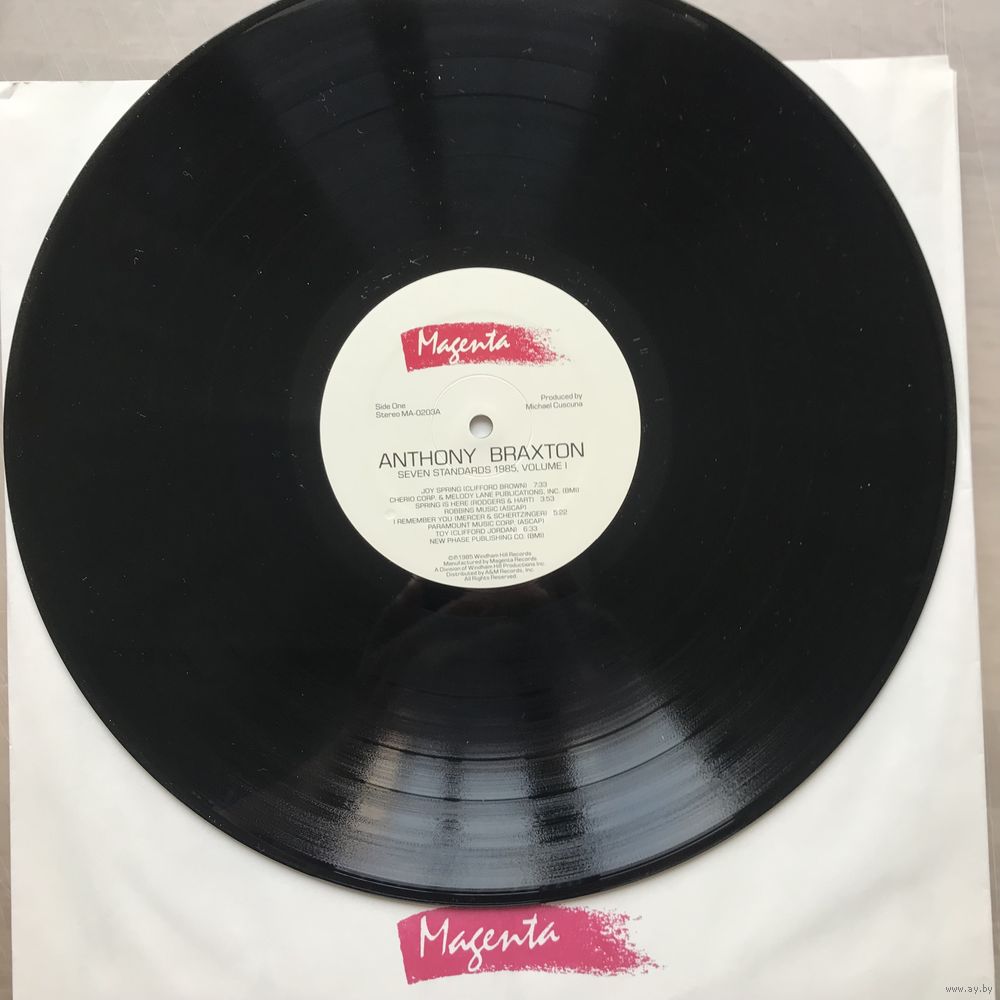 Magenta
Side One
Stereo MA-0203A
Produced by
Michael Cuscuna
ANTHONY BRAXTON
SEVEN STANDARDS 1985, VOLUME I
JOY SPRING (CLIFFORD BROWN) 7:33
CHERIO CORP. & MELODY LANE PUBLICATIONS, INC. (BMI)
SPRING IS HERE (RODGERS & HART) 3:53
ROBBINS MUSIC (ASCAP)
I REMEMBER YOU (MERCER & SCHERTZINGER) 5:22
PARAMOUNT MUSIC CORP. (ASCAP)
TOY (CLIFFORD JORDAN) 6:33
NEW PHASE PUBLISHING CO. (BMI)
©℗1985 Windham Hill Records
Manufactured by Magenta Records
A Division of Windham Hill Productions Inc.
Distributed by A&M Records, Inc.
All Rights Reserved.
Magenta
www.ay.by